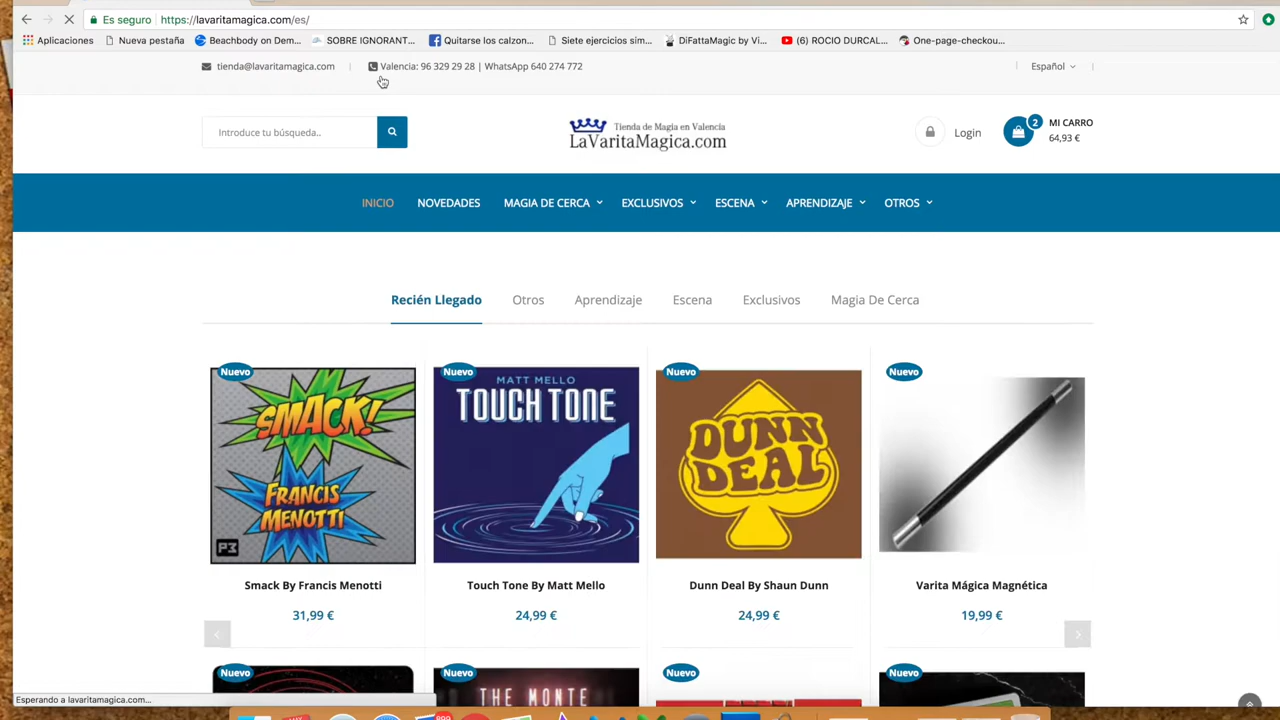 Es seguro https://lavaritamagica.com/es/
Aplicaciones Nueva pestaña Beachbody on Dem... SOBRE IGNORANT... Quitarse los calzon... Siete ejercicios sim... DiFattaMagic by Vi... (6) ROCIO DURCAL... One-page-checkou...
tienda@lavaritamagica.com | Valencia: 96 329 29 28 | WhatsApp 640 274 772 | Español |
Introduce tu búsqueda..
Tienda de Magia en Valencia
LaVaritaMagica.com
Login
2
MI CARRO
64,93 €
INICIO NOVEDADES MAGIA DE CERCA EXCLUSIVOS ESCENA APRENDIZAJE OTROS
Recién Llegado Otros Aprendizaje Escena Exclusivos Magia De Cerca
Nuevo Nuevo Nuevo Nuevo
SMACK!
FRANCIS
MENOTTI
P3
MATT MELLO
TOUCH TONE
DUNN
DEAL
Smack By Francis Menotti Touch Tone By Matt Mello Dunn Deal By Shaun Dunn Varita Mágica Magnética
31,99 € 24,99 € 24,99 € 19,99 €
Nuevo Nuevo Nuevo Nuevo
THE MONTE
Esperando a lavaritamagica.com...